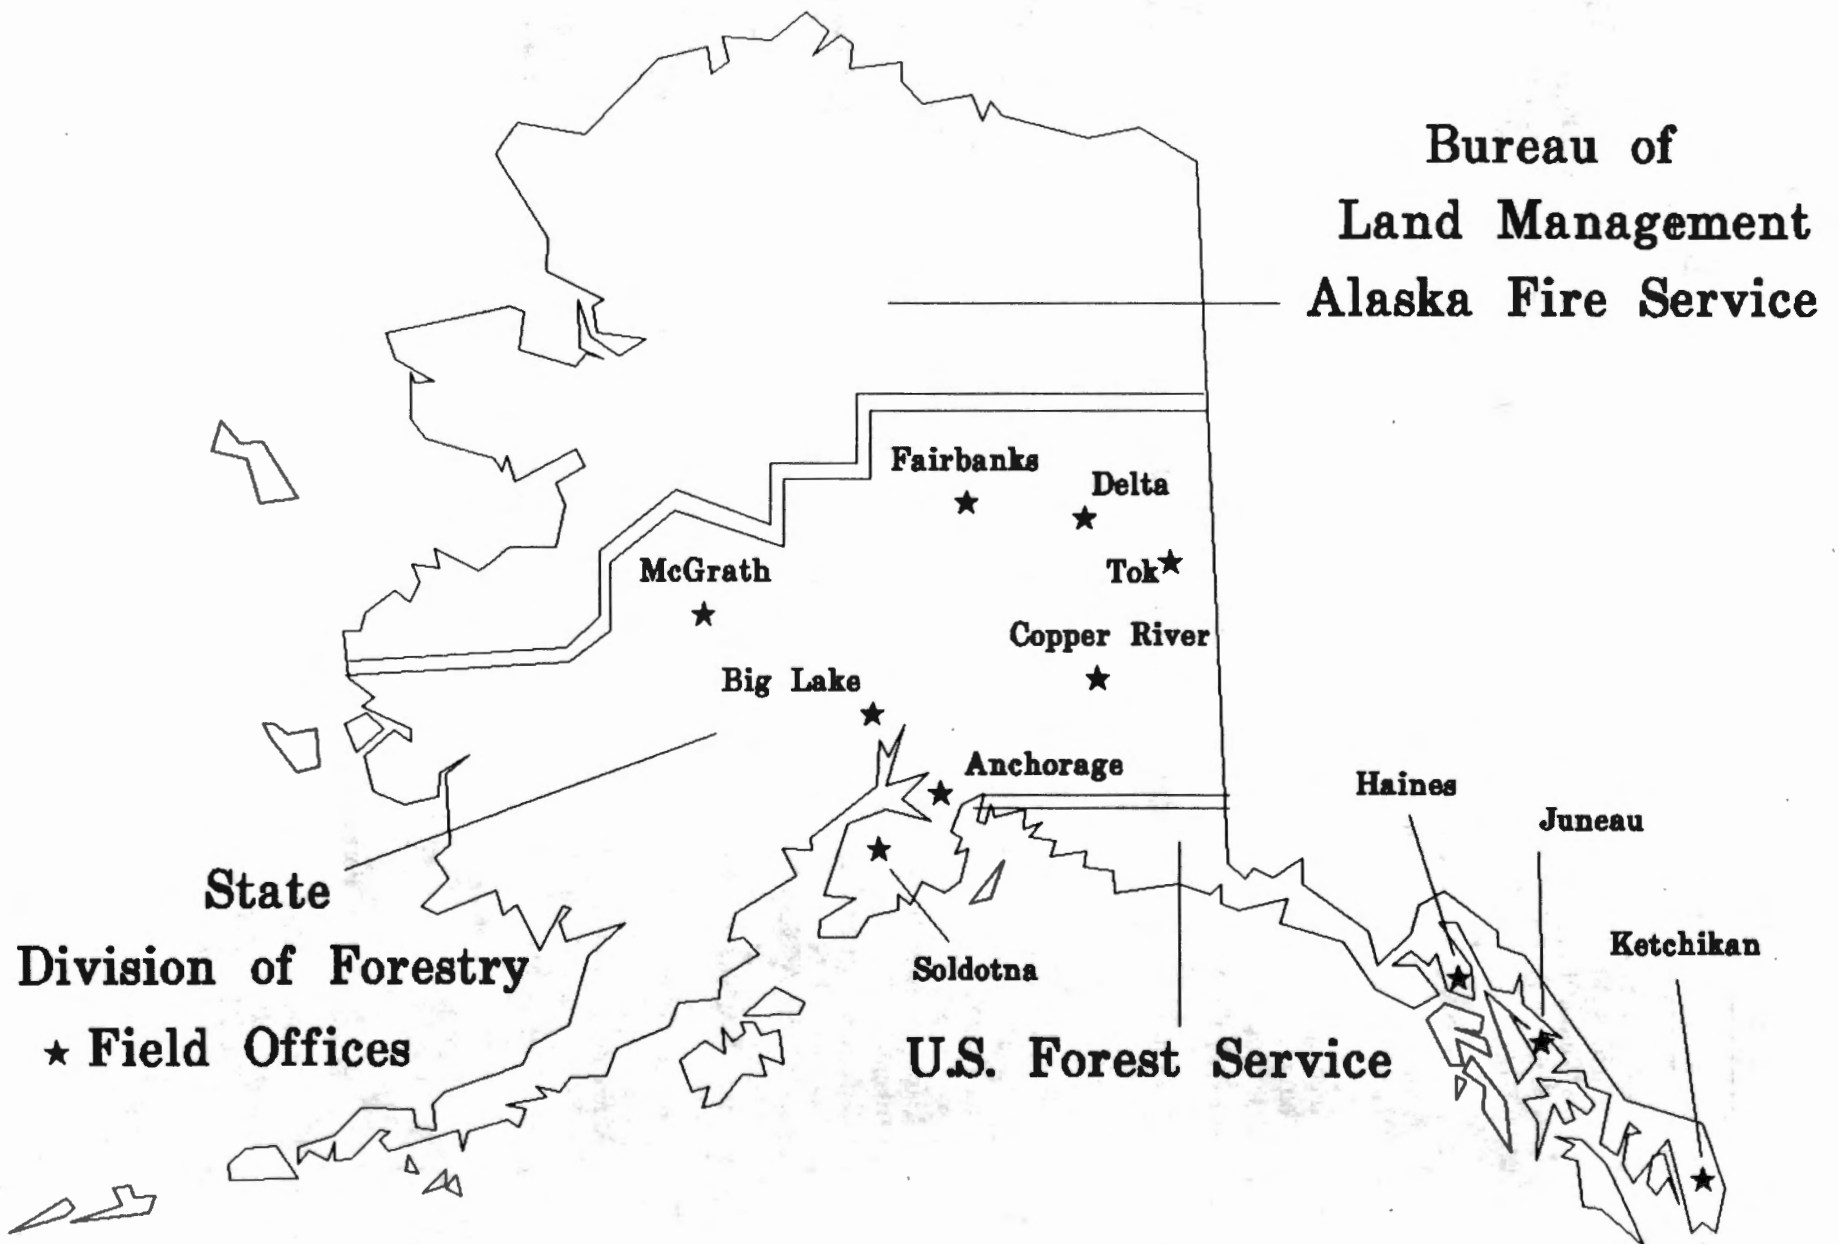 Bureau of
Land Management
Alaska Fire Service
Fairbanks
Delta
McGrath
Tok
Copper River
Big Lake
Anchorage
Haines
Juneau
State
Division of Forestry
★ Field Offices
Soldotna
Ketchikan
U.S. Forest Service